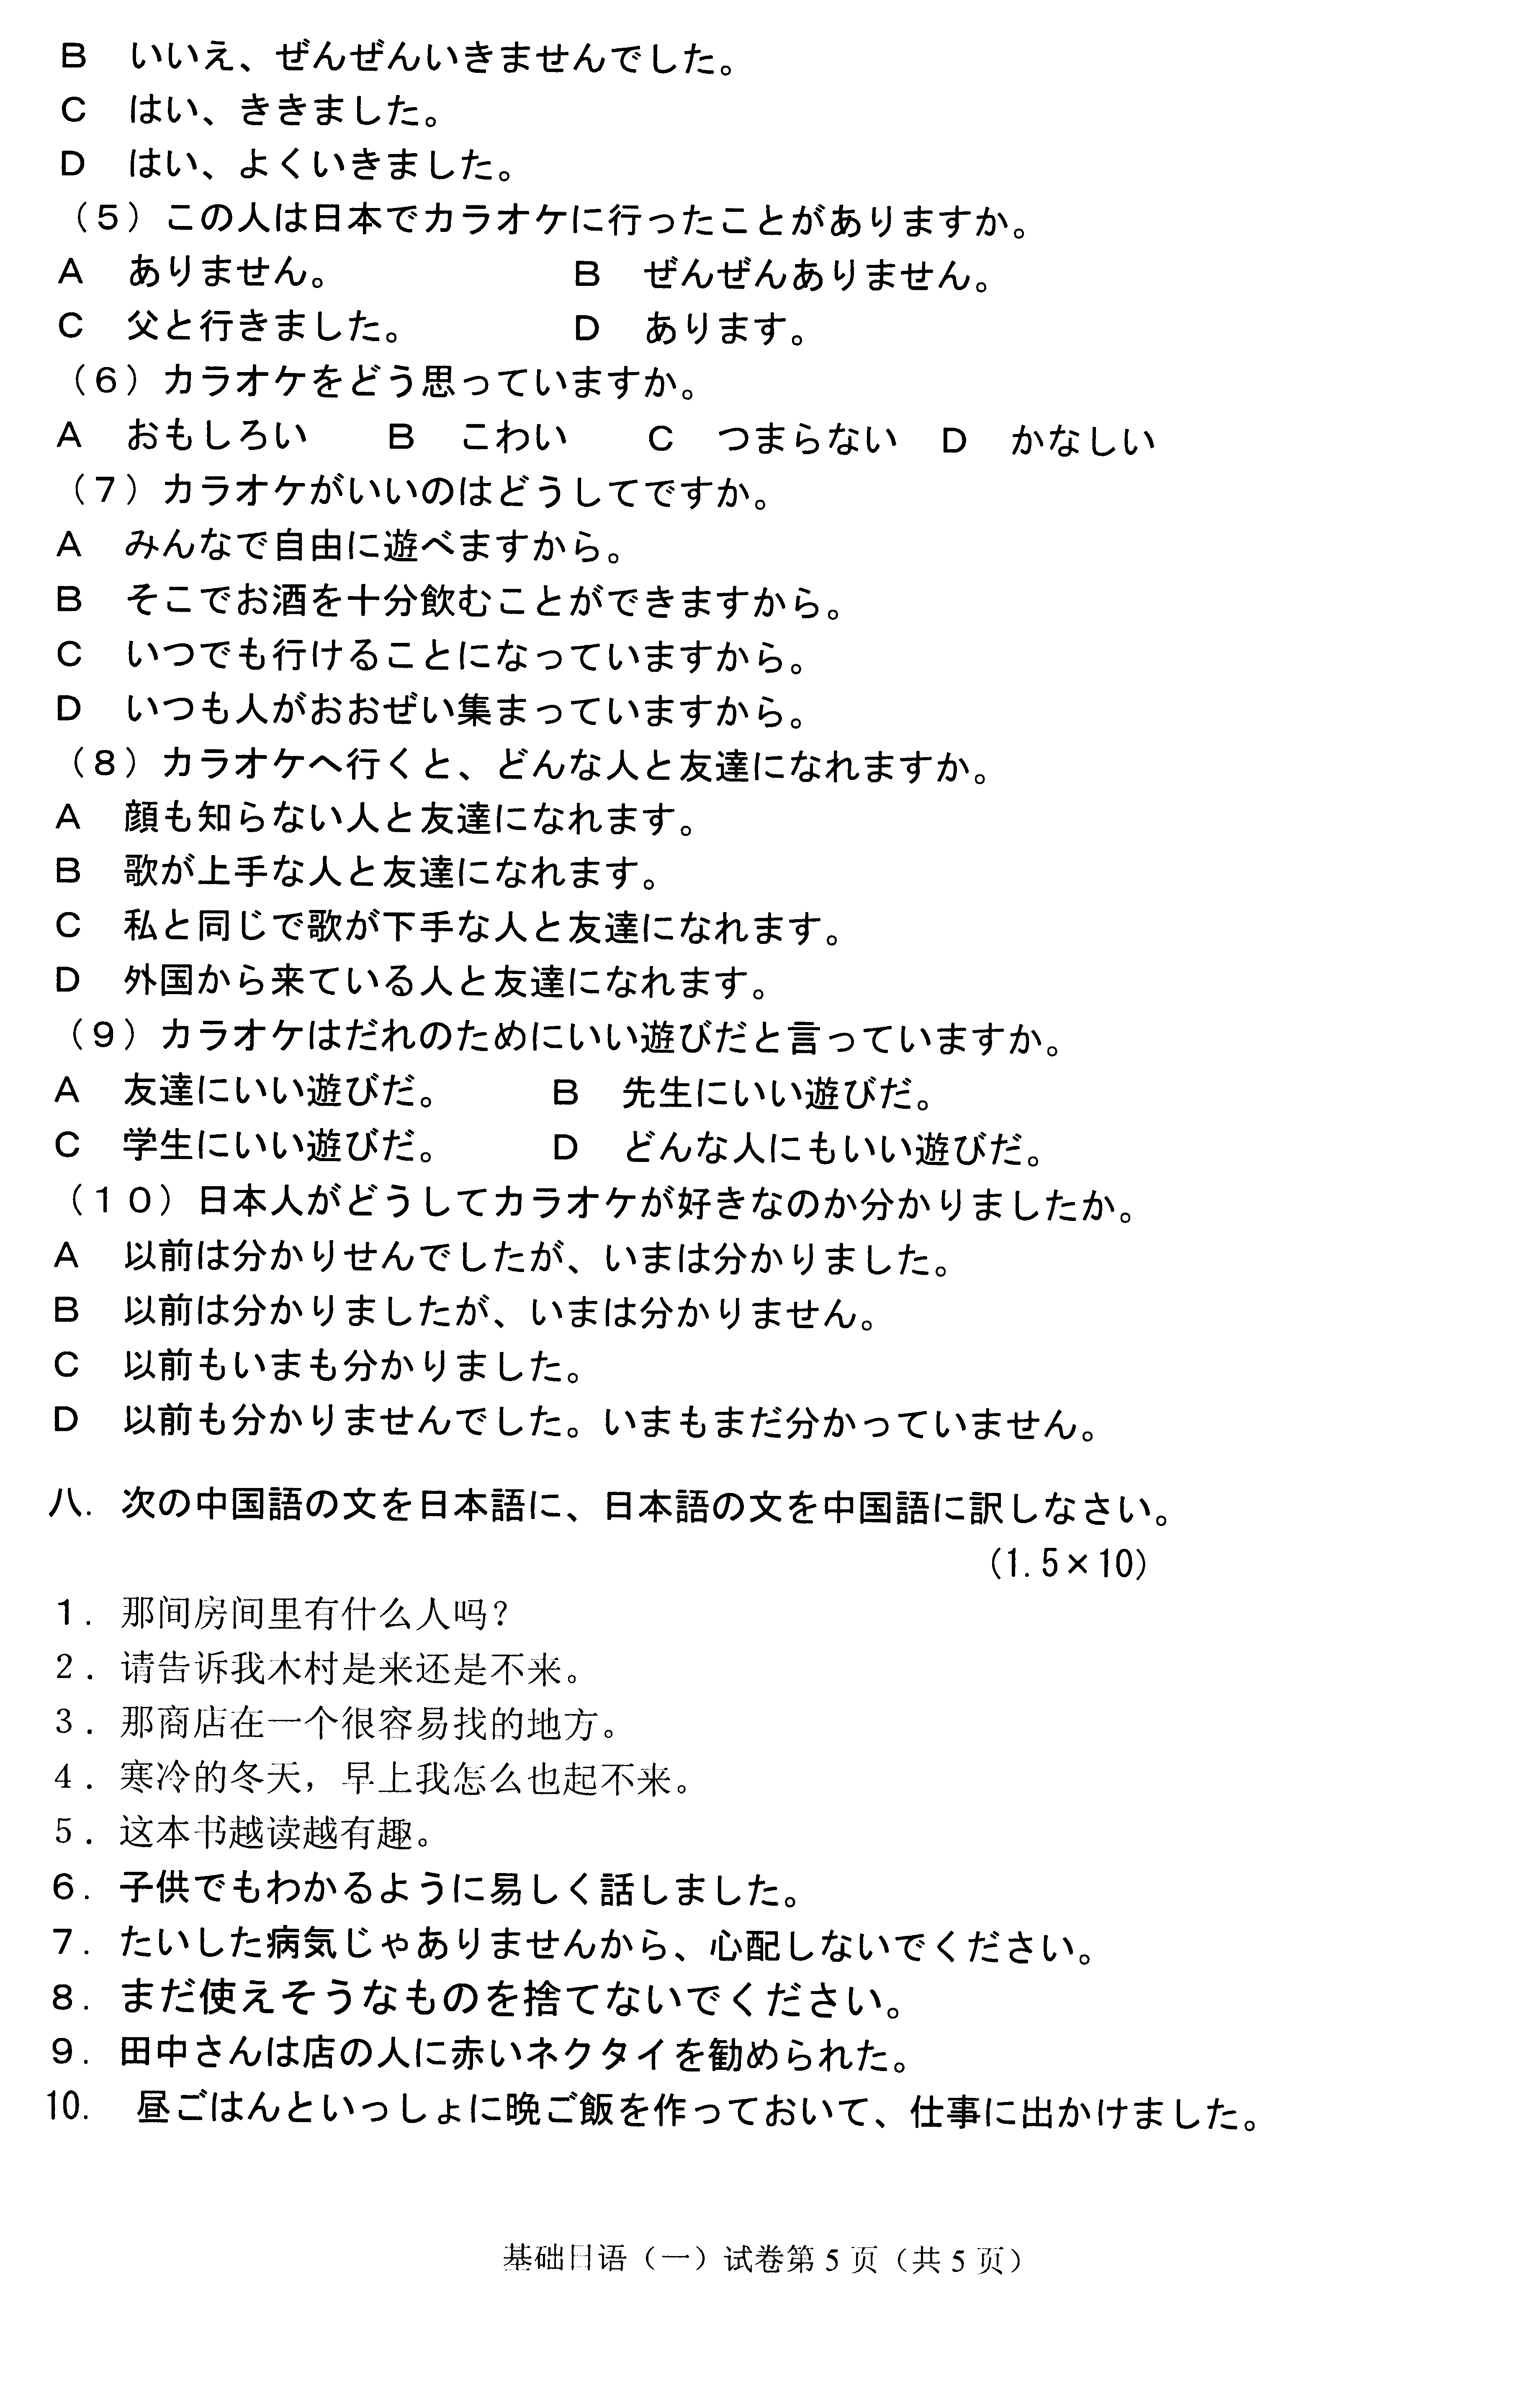 B　いいえ、ぜんぜんいきませんでした。
C　はい、ききました。
D　はい、よくいきました。
（５）この人は日本でカラオケに行ったことがありますか。
A　ありません。　B　ぜんぜんありません。
C　父と行きました。　D　あります。
（６）カラオケをどう思っていますか。
A　おもしろい　B　こわい　C　つまらない　D　かなしい
（７）カラオケがいいのはどうしてですか。
A　みんなで自由に遊べますから。
B　そこでお酒を十分飲むことができますから。
C　いつでも行けることになっていますから。
D　いつも人がおおぜい集まっていますから。
（８）カラオケへ行くと、どんな人と友達になれますか。
A　顔も知らない人と友達になれます。
B　歌が上手な人と友達になれます。
C　私と同じで歌が下手な人と友達になれます。
D　外国から来ている人と友達になれます。
（９）カラオケはだれのためにいい遊びだと言っていますか。
A　友達にいい遊びだ。　B　先生にいい遊びだ。
C　学生にいい遊びだ。　D　どんな人にもいい遊びだ。
（１０）日本人がどうしてカラオケが好きなのか分かりましたか。
A　以前は分かりせんでしたが、いまは分かりました。
B　以前は分かりましたが、いまは分かりません。
C　以前もいまも分かりました。
D　以前も分かりませんでした。いまもまだ分かっていません。
八. 次の中国語の文を日本語に、日本語の文を中国語に訳しなさい。
(1.5×10)
1．那间房间里有什么人吗？
2．请告诉我木村是来还是不来。
3．那商店在一个很容易找的地方。
4．寒冷的冬天，早上我怎么也起不来。
5．这本书越读越有趣。
6．子供でもわかるように易しく話しました。
7．たいした病気じゃありませんから、心配しないでください。
8．まだ使えそうなものを捨てないでください。
9．田中さんは店の人に赤いネクタイを勧められた。
10.　昼ごはんといっしょに晩ご飯を作っておいて、仕事に出かけました。
基础日语（一）试卷第 5 页（共 5 页）